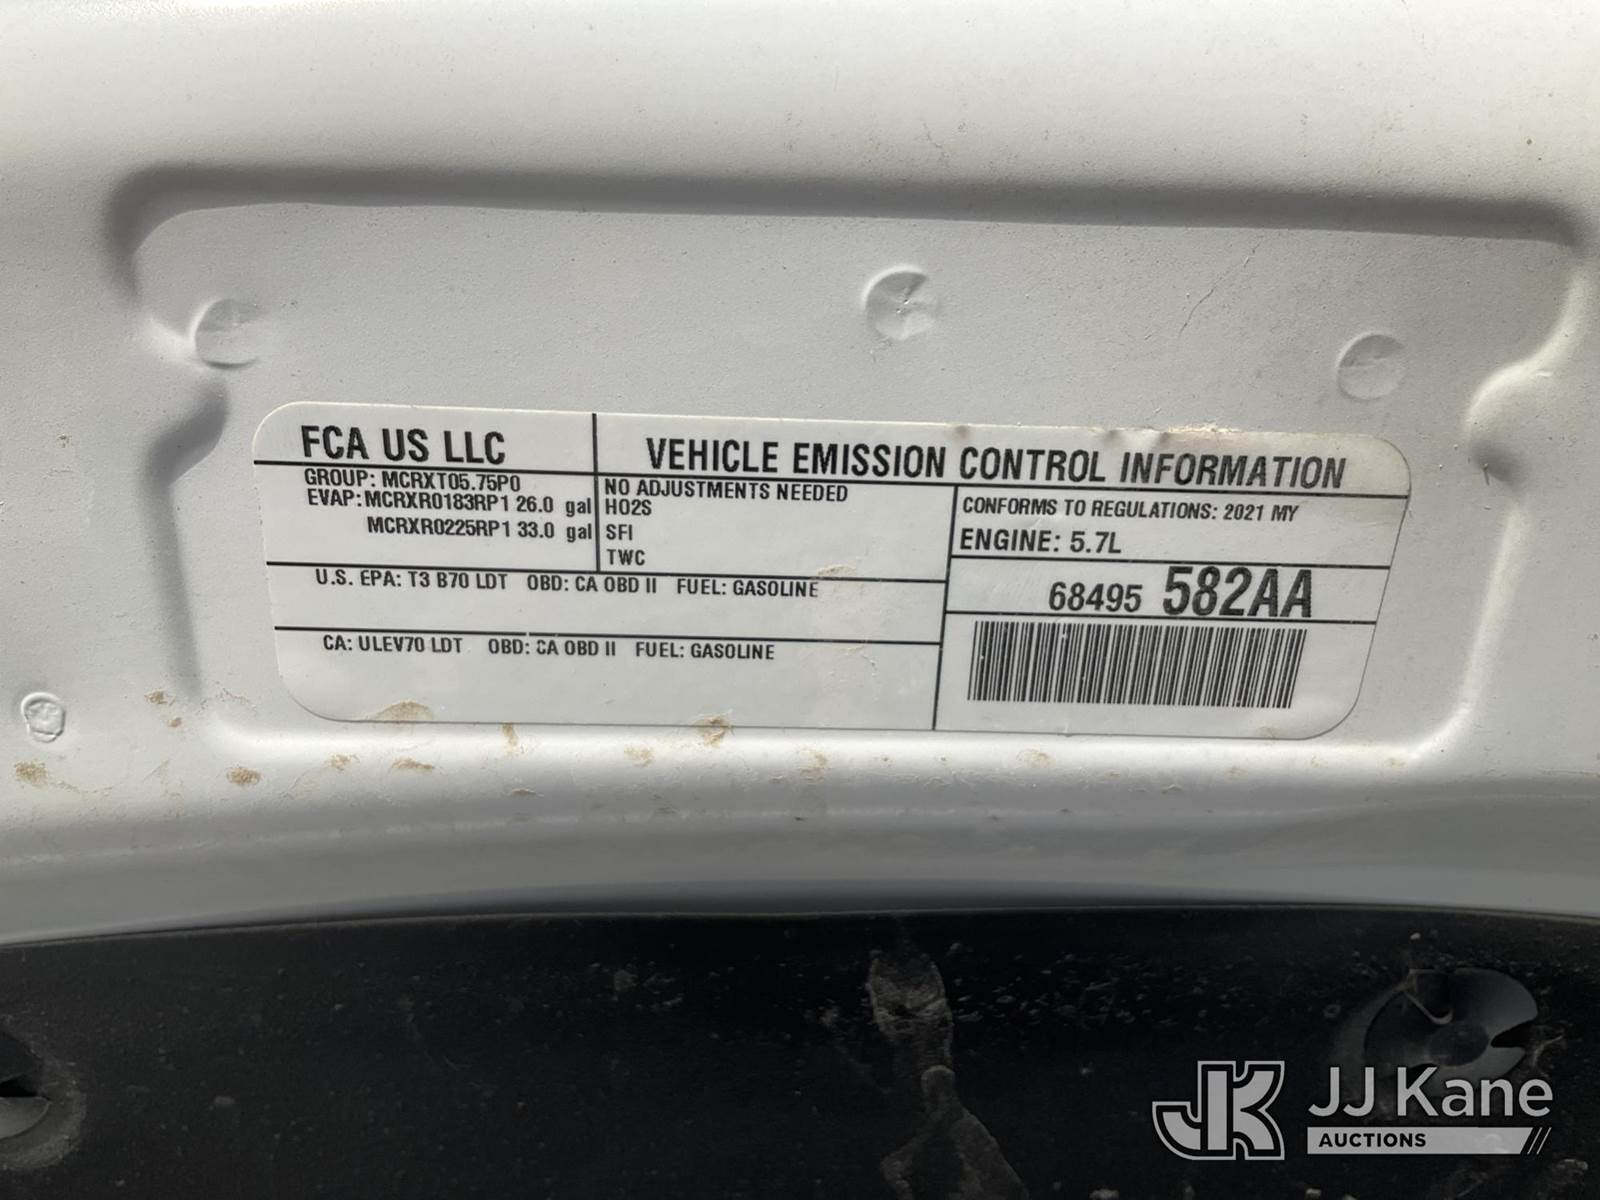 FCA US LLC
VEHICLE EMISSION CONTROL INFORMATION
GROUP: MCRXT05.75P0
EVAP: MCRXR0183RP1 26.0 gal
MCRXR0225RP1 33.0 gal
NO ADJUSTMENTS NEEDED
HO2S
SFI
TWC
CONFORMS TO REGULATIONS: 2021 MY
ENGINE: 5.7L
68495 582AA
U.S. EPA: T3 B70 LDT OBD: CA OBD II FUEL: GASOLINE
CA: ULEV70 LDT OBD: CA OBD II FUEL: GASOLINE
JK JJ Kane
AUCTIONS